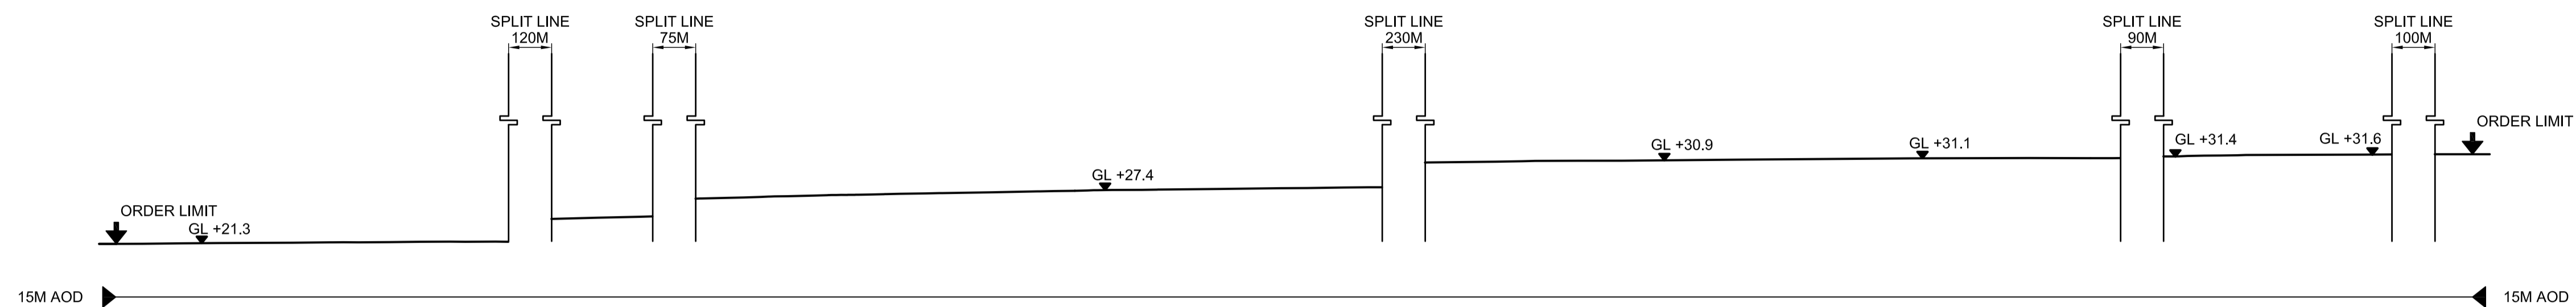 SPLIT LINE
120M
SPLIT LINE
75M
SPLIT LINE
230M
SPLIT LINE
90M
SPLIT LINE
100M
ORDER LIMIT
GL +21.3
GL +27.4
GL +30.9
GL +31.1
GL +31.4
GL +31.6
ORDER LIMIT
15M AOD
15M AOD